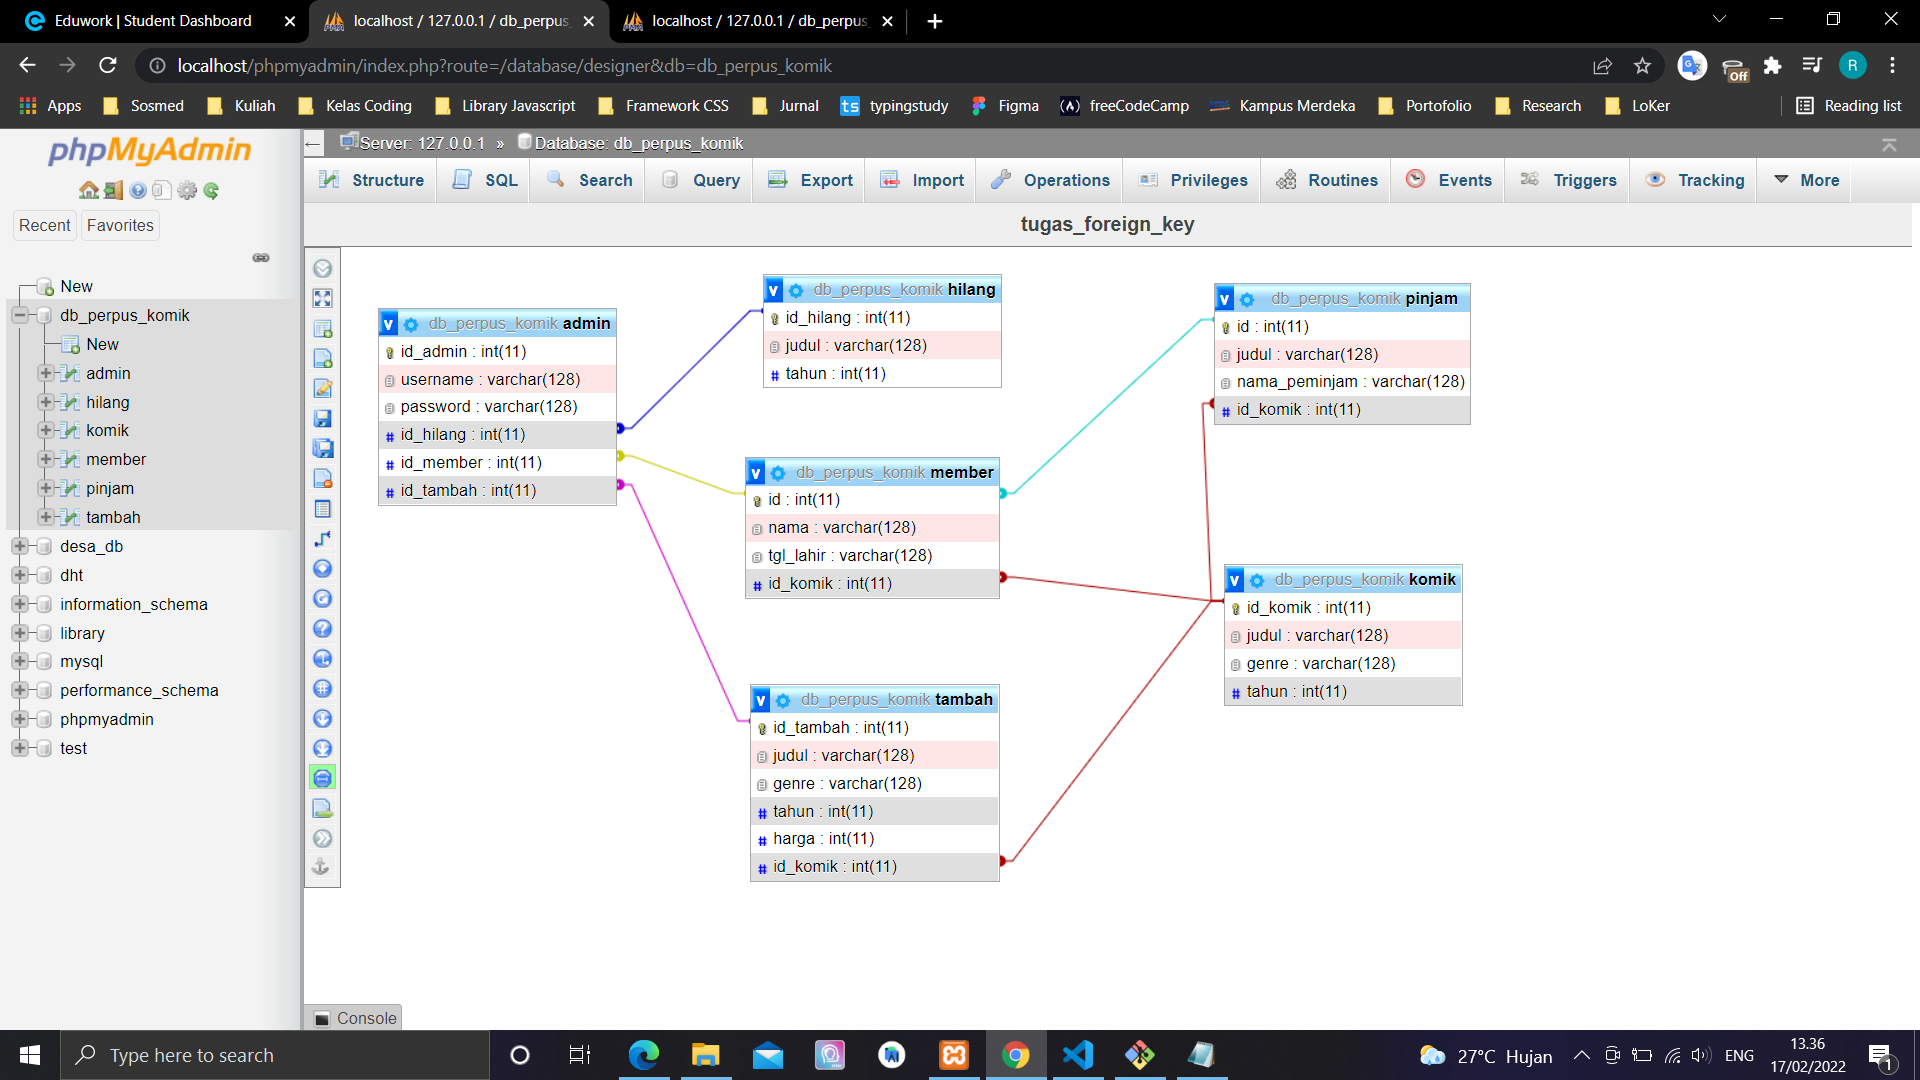 Eduwork | Student Dashboard
localhost / 127.0.0.1 / db_perpus_
localhost / 127.0.0.1 / db_perpus_
localhost/phpmyadmin/index.php?route=/database/designer&db=db_perpus_komik
Off
R
Apps Sosmed Kuliah Kelas Coding Library Javascript Framework CSS Jurnal ts typingstudy Figma (λ) freeCodeCamp Kampus Merdeka Portofolio Research LoKer Reading list
phpMyAdmin
Recent Favorites
New
db_perpus_komik
New
admin
hilang
komik
member
pinjam
tambah
desa_db
dht
information_schema
library
mysql
performance_schema
phpmyadmin
test
Server: 127.0.0.1 » Database: db_perpus_komik
Structure SQL Search Query Export Import Operations Privileges Routines Events Triggers Tracking More
tugas_foreign_key
v db_perpus_komik admin
id_admin : int(11)
username : varchar(128)
password : varchar(128)
# id_hilang : int(11)
# id_member : int(11)
# id_tambah : int(11)
v db_perpus_komik hilang
id_hilang : int(11)
judul : varchar(128)
# tahun : int(11)
v db_perpus_komik member
id : int(11)
nama : varchar(128)
tgl_lahir : varchar(128)
# id_komik : int(11)
v db_perpus_komik tambah
id_tambah : int(11)
judul : varchar(128)
genre : varchar(128)
# tahun : int(11)
# harga : int(11)
# id_komik : int(11)
v db_perpus_komik pinjam
id : int(11)
judul : varchar(128)
nama_peminjam : varchar(128)
# id_komik : int(11)
v db_perpus_komik komik
id_komik : int(11)
judul : varchar(128)
genre : varchar(128)
# tahun : int(11)
Console
Type here to search
27°C Hujan
ENG
13.36
17/02/2022
1